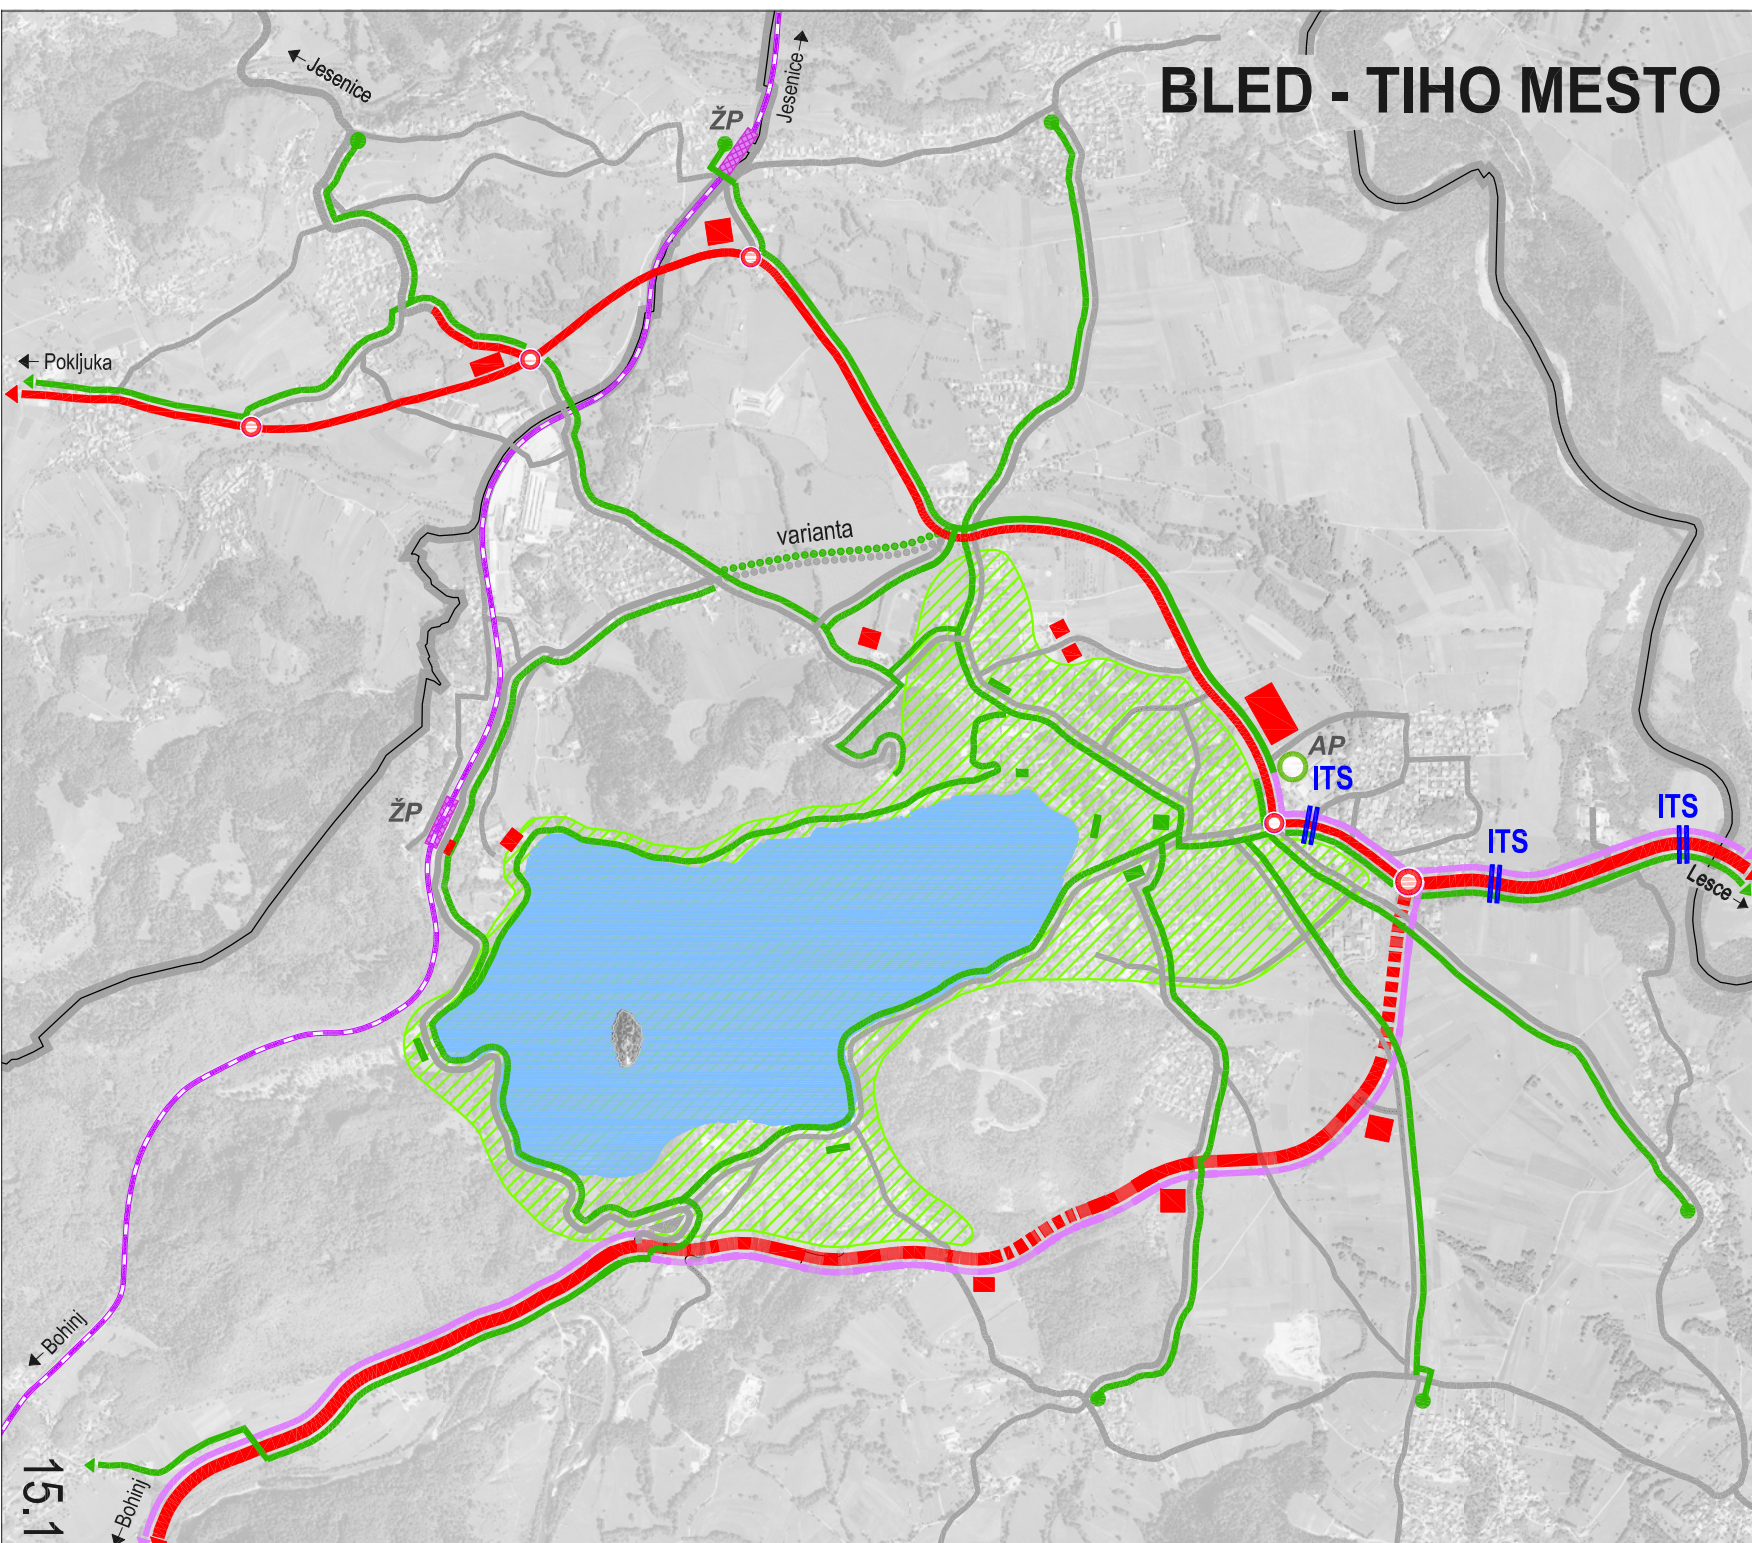 BLED - TIHO MESTO
Jesenice
Jesenice
ŽP
Pokljuka
varianta
AP
ITS
ITS
ITS
ŽP
Lesce
Bohinj
Bohinj
15.1